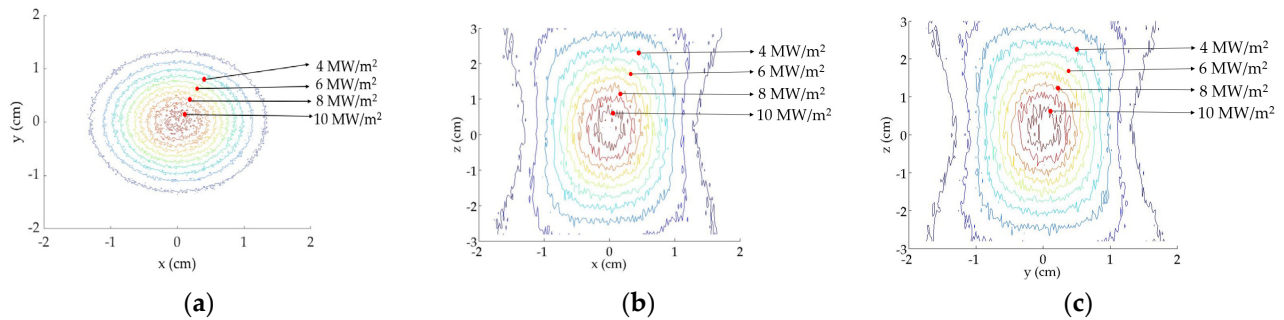 2
1
0
-1
-2
y (cm)
-2 -1 0 1 2
x (cm)
4 MW/m²
6 MW/m²
8 MW/m²
10 MW/m²
(a)
3
2
1
0
-1
-2
-3
z (cm)
-2 -1 0 1 2
x (cm)
4 MW/m²
6 MW/m²
8 MW/m²
10 MW/m²
(b)
3
2
1
0
-1
-2
-3
z (cm)
-2 -1 0 1 2
y (cm)
4 MW/m²
6 MW/m²
8 MW/m²
10 MW/m²
(c)